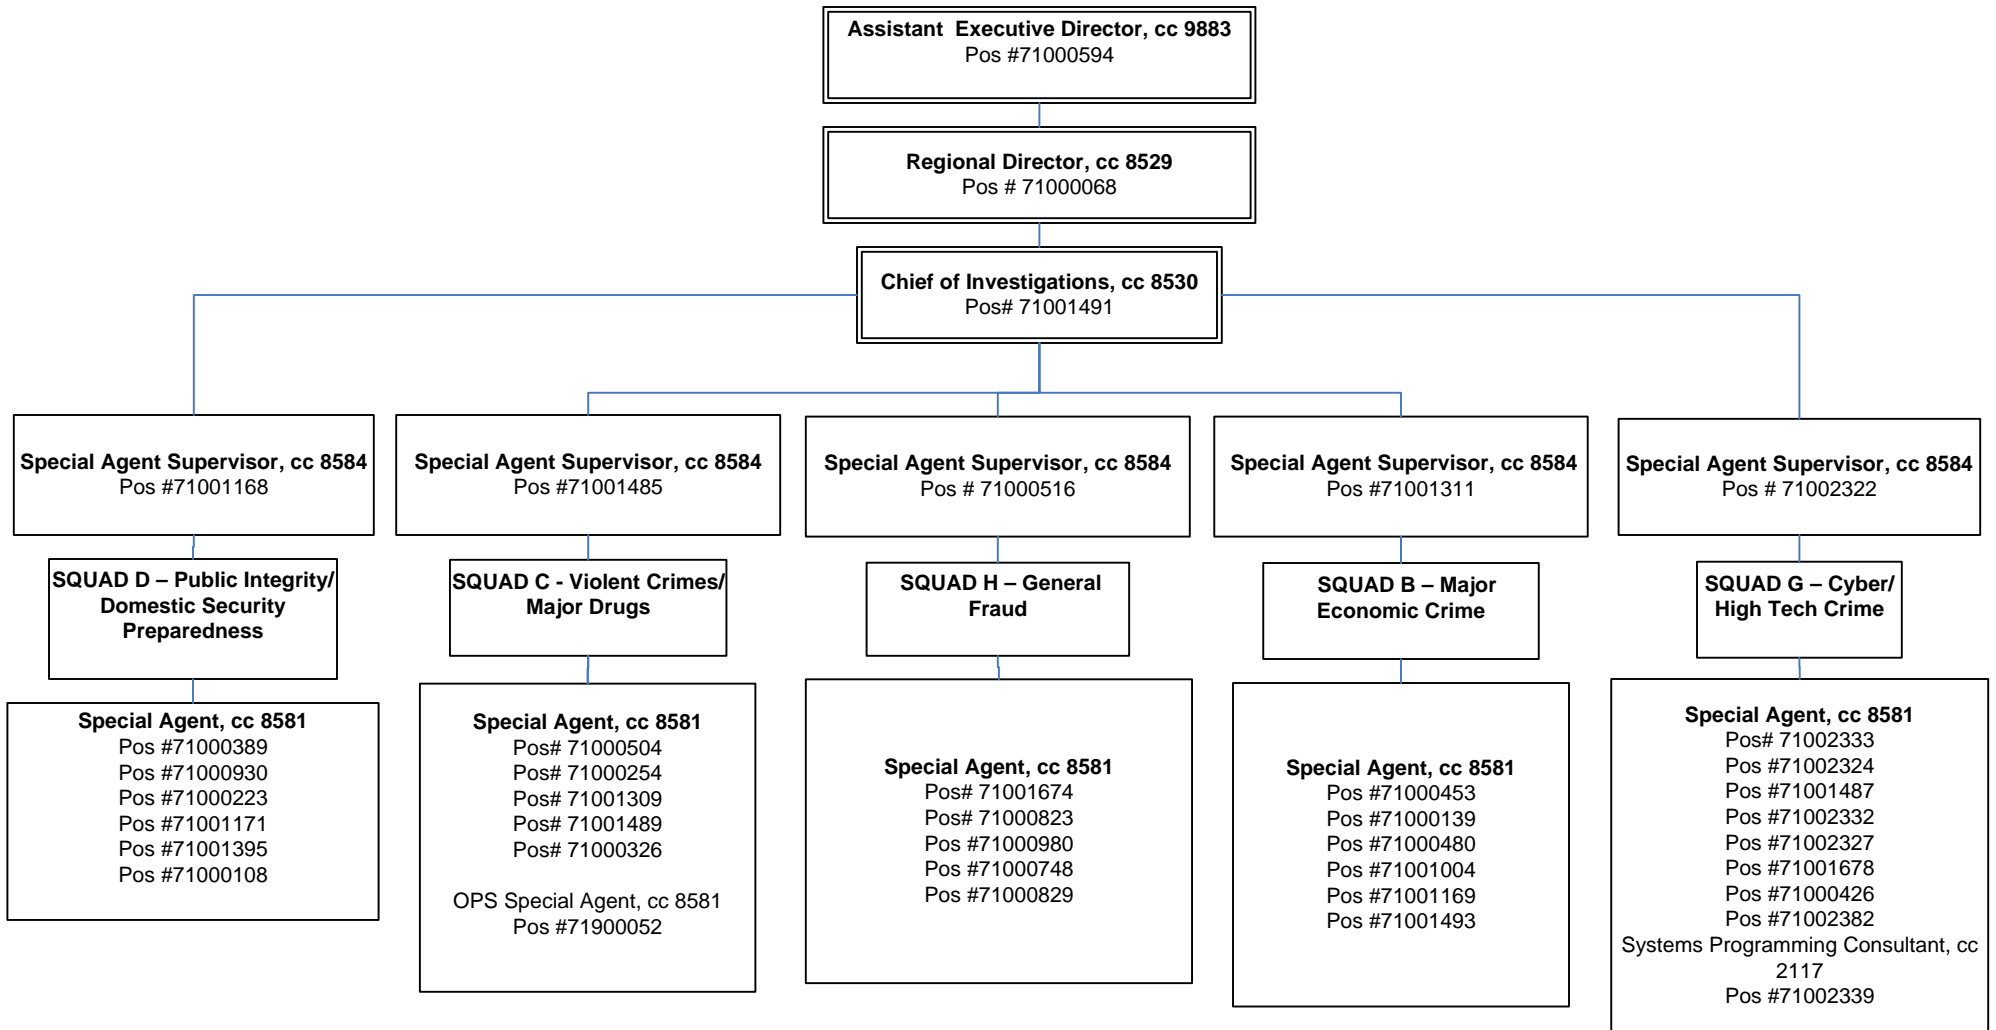 Assistant  Executive Director, cc 9883
Pos #71000594
Regional Director, cc 8529
Pos # 71000068
Chief of Investigations, cc 8530
Pos# 71001491
Special Agent Supervisor, cc 8584
Pos #71001168
Special Agent Supervisor, cc 8584
Pos #71001485
Special Agent Supervisor, cc 8584
Pos # 71000516
Special Agent Supervisor, cc 8584
Pos #71001311
Special Agent Supervisor, cc 8584
Pos # 71002322
SQUAD D – Public Integrity/
Domestic Security
Preparedness
SQUAD C - Violent Crimes/
Major Drugs
SQUAD H – General
Fraud
SQUAD B – Major
Economic Crime
SQUAD G – Cyber/
High Tech Crime
Special Agent, cc 8581
Pos #71000389
Pos #71000930
Pos #71000223
Pos #71001171
Pos #71001395
Pos #71000108
Special Agent, cc 8581
Pos# 71000504
Pos #71000254
Pos #71001309
Pos #71001489
Pos# 71000326
OPS Special Agent, cc 8581
Pos #71900052
Special Agent, cc 8581
Pos# 71001674
Pos# 71000823
Pos #71000980
Pos #71000748
Pos #71000829
Special Agent, cc 8581
Pos #71000453
Pos #71000139
Pos #71000480
Pos #71001004
Pos #71001169
Pos #71001493
Special Agent, cc 8581
Pos# 71002333
Pos #71002324
Pos #71001487
Pos #71002332
Pos #71002327
Pos #71001678
Pos #71000426
Pos #71002382
Systems Programming Consultant, cc
2117
Pos #71002339